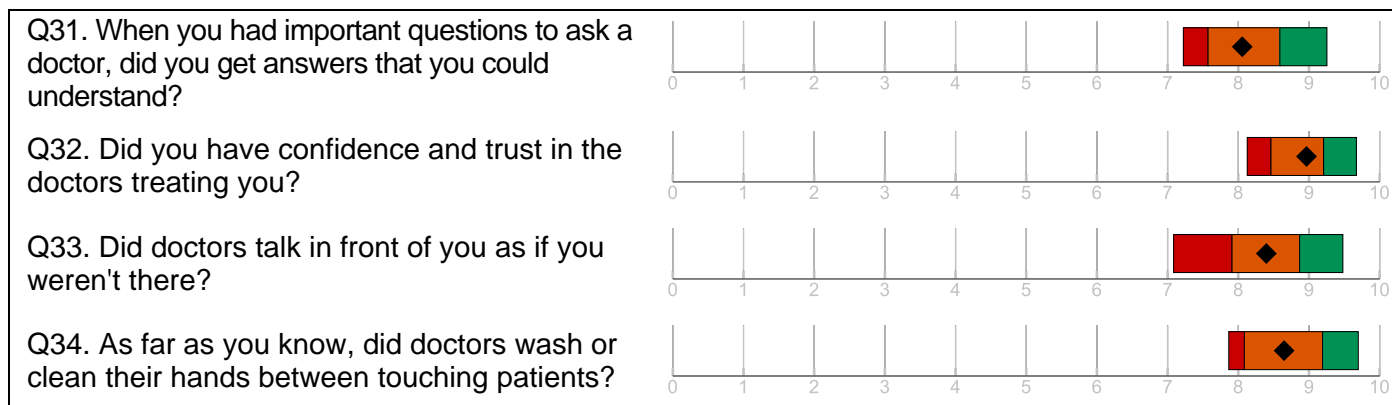 Q31. When you had important questions to ask a
doctor, did you get answers that you could
understand?
0 1 2 3 4 5 6 7 8 9 10
Q32. Did you have confidence and trust in the
doctors treating you?
0 1 2 3 4 5 6 7 8 9 10
Q33. Did doctors talk in front of you as if you
weren't there?
0 1 2 3 4 5 6 7 8 9 10
Q34. As far as you know, did doctors wash or
clean their hands between touching patients?
0 1 2 3 4 5 6 7 8 9 10